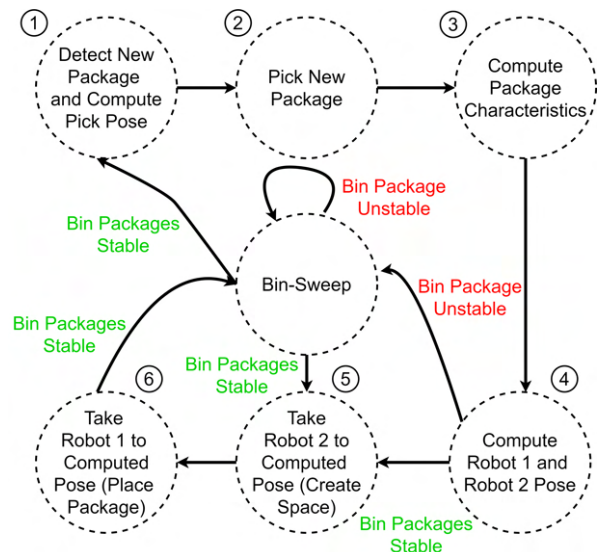 1
Detect New
Package
and Compute
Pick Pose
2
Pick New
Package
3
Compute
Package
Characteristics
Bin Package
Unstable
Bin Packages
Stable
Bin-Sweep
Bin Package
Unstable
Bin Packages
Stable
Bin Packages
Stable
6
Take
Robot 1 to
Computed
Pose (Place
Package)
5
Take
Robot 2 to
Computed
Pose (Create
Space)
4
Compute
Robot 1 and
Robot 2 Pose
Bin Packages
Stable